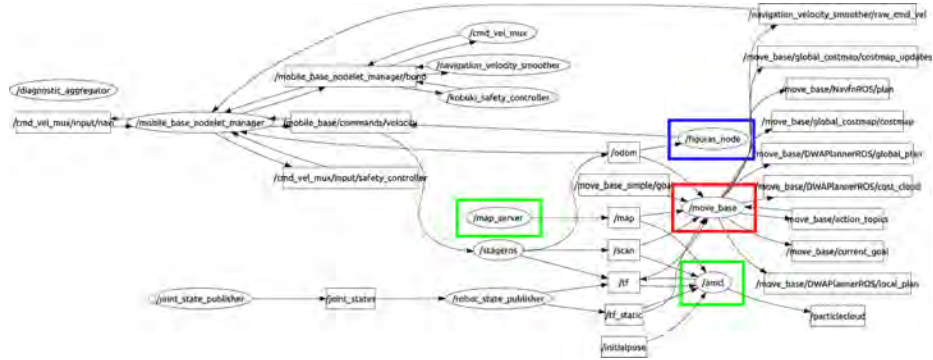 /navigation_velocity_smoother/raw_cmd_vel
/cmd_vel_mux
/move_base/global_costmap/costmap_updates
/navigation_velocity_smoother
/mobile_base_nodelet_manager/bond
/diagnostic_aggregator
/move_base/NavfnROS/plan
/kobuki_safety_controller
/cmd_vel_mux/input/navi
/mobile_base_nodelet_manager
/mobile_base/commands/velocity
/move_base/global_costmap/costmap
/figuras_node
/odom
/move_base/DWAPlannerROS/global_plan
/cmd_vel_mux/input/safety_controller
/move_base_simple/goal
/move_base/DWAPlannerROS/cost_cloud
/move_base
/map_server
/map
/move_base/action_topics
/stageros
/scan
/move_base/current_goal
/tf
/amcl
/move_base/DWAPlannerROS/local_plan
/joint_state_publisher
/joint_states
/robot_state_publisher
/tf_static
/particlecloud
/initialpose